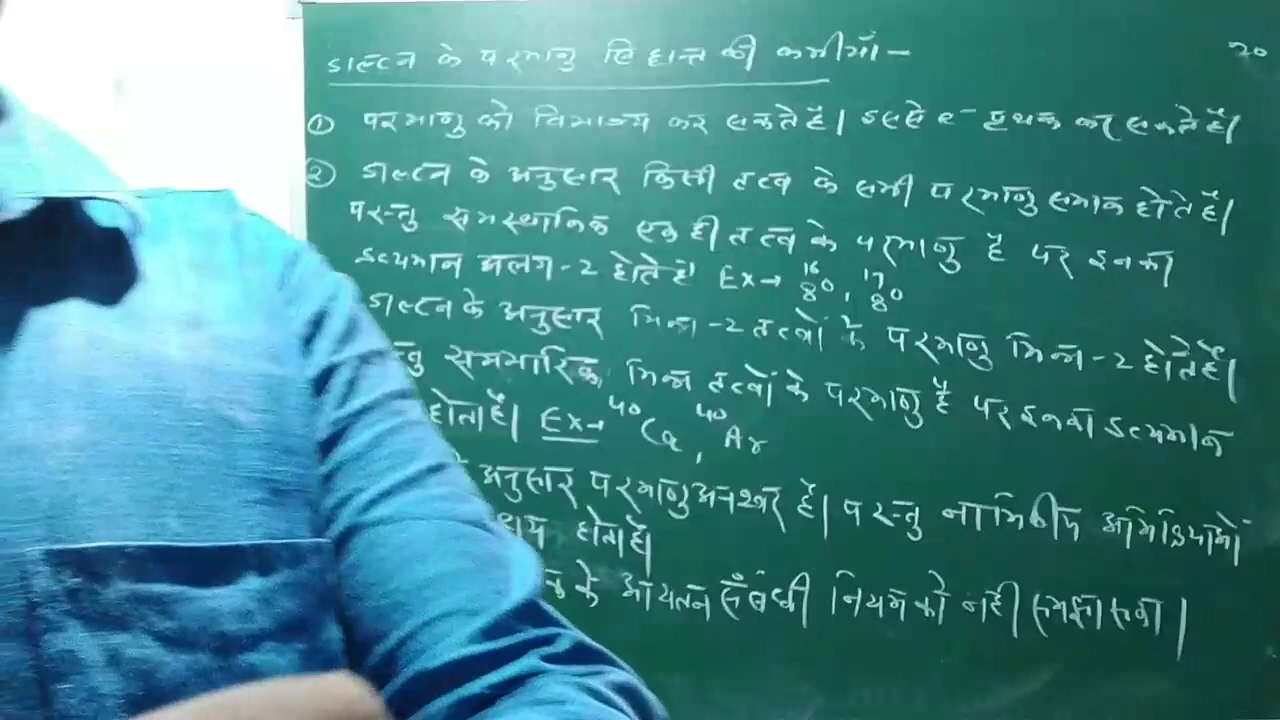 डाल्टन के परमाणु सिद्धान्त की कमीयाँ - 20
① परमाणु को विभाज्य कर सकते हैं। इससे e⁻ पृथक कर सकते हैं।
② डाल्टन के अनुसार किसी तत्व के सभी परमाणु समान होते हैं।
परन्तु समस्थानिक एक ही तत्व के परमाणु है पर इनका
द्रव्यमान अलग-2 होते हैं Ex→ ¹⁶₈O, ¹⁷₈O
डाल्टन के अनुसार भिन्न-2 तत्वों के परमाणु भिन्न-2 होते हैं।
समभारिक, भिन्न तत्वों के परमाणु है पर इनका द्रव्यमान
होता है। Ex→ ⁴⁰Ca, ⁴⁰Ar
अनुसार परमाणु अनश्वर है। परन्तु नाभिकीय अभिक्रियाओं
होता है।
के आयतन संबंधी नियम को नही समझा सका।